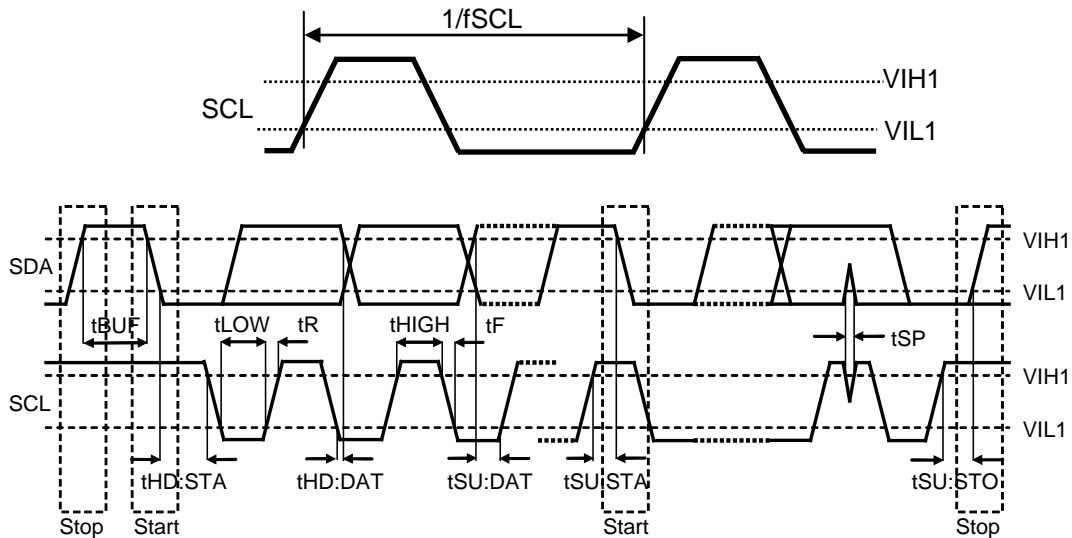 1/fSCL
VIH1
SCL
VIL1
VIH1
SDA
VIL1
tBUF
tLOW
tR
tHIGH
tF
tSP
VIH1
SCL
VIL1
tHD:STA
tHD:DAT
tSU:DAT
tSU:STA
tSU:STO
Stop
Start
Start
Stop